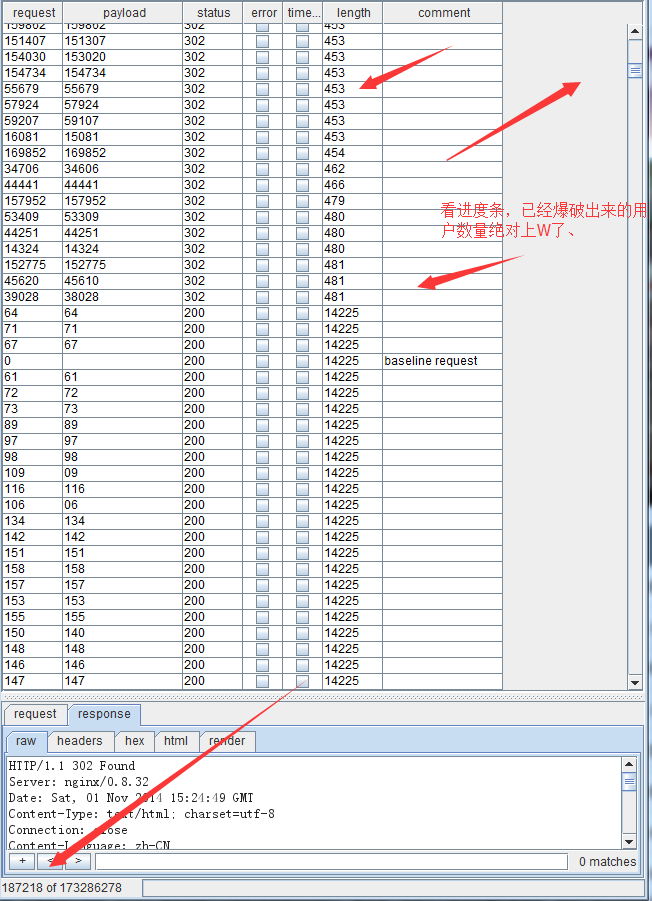 request payload status error time... length comment
159802 159802 302 453
151407 151307 302 453
154030 153020 302 453
154734 154734 302 453
55679 55679 302 453
57924 57924 302 453
59207 59107 302 453
16081 15081 302 453
169852 169852 302 454
34706 34606 302 462
44441 44441 302 466
157952 157952 302 479
53409 53309 302 480
44251 44251 302 480
14324 14324 302 480
152775 152775 302 481
45620 45610 302 481
39028 38028 302 481
64 64 200 14225
71 71 200 14225
67 67 200 14225
0 200 14225 baseline request
61 61 200 14225
72 72 200 14225
73 73 200 14225
89 89 200 14225
97 97 200 14225
98 98 200 14225
109 09 200 14225
116 116 200 14225
106 06 200 14225
134 134 200 14225
142 142 200 14225
151 151 200 14225
158 158 200 14225
157 157 200 14225
153 153 200 14225
155 155 200 14225
150 140 200 14225
148 148 200 14225
146 146 200 14225
147 147 200 14225
看进度条，已经爆破出来的用
户数量绝对上W了、
request response
raw headers hex html render
HTTP/1.1 302 Found
Server: nginx/0.8.32
Date: Sat, 01 Nov 2014 15:24:49 GMT
Content-Type: text/html; charset=utf-8
Connection: close
Content-Language: zh-CN
+ < > 0 matches
187218 of 173286278